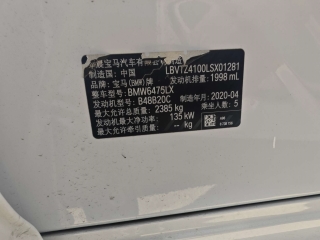 华晨宝马汽车有限公司制造
制造国：中国 LBVTZ4100LSX01281
品牌：宝马(BMW)牌 发动机排量：1998 mL
整车型号：BMW6475LX
发动机型号：B48B20C 制造年月：2020-04
最大允许总质量：2385 kg 乘坐人数：5
发动机最大净功率：135 kW
最大允许牵引质量：-- kg